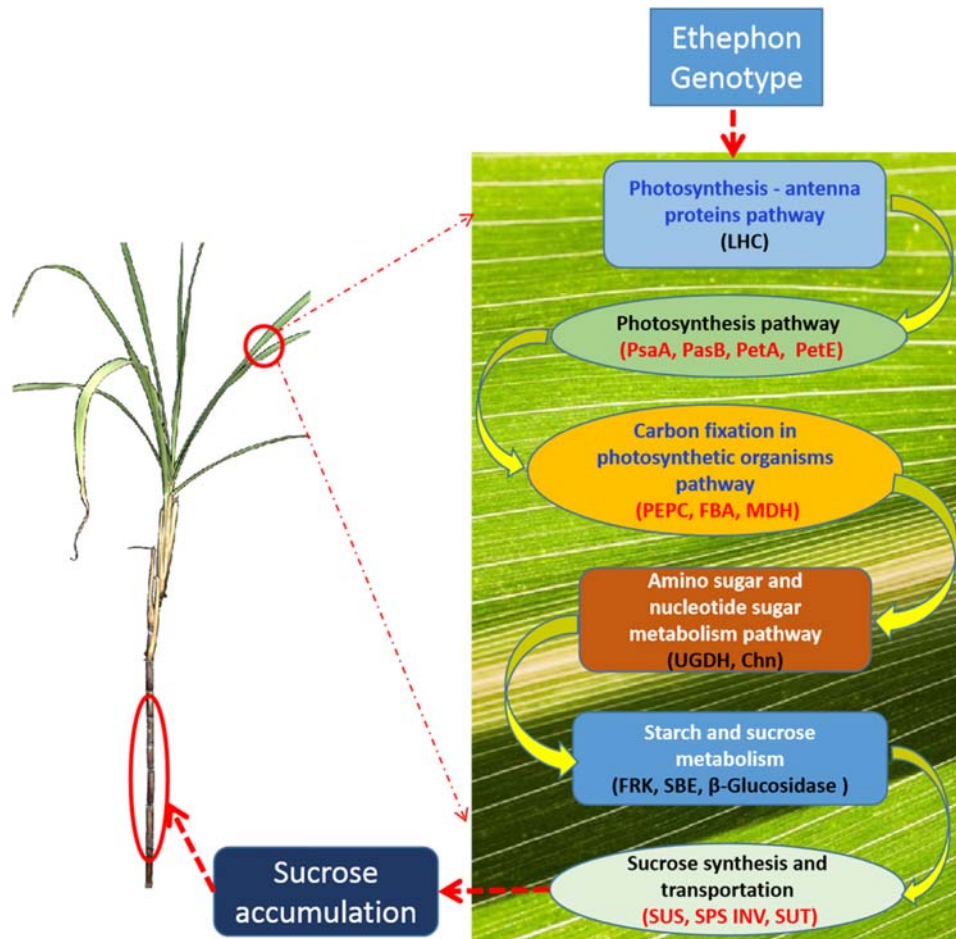 Ethephon
Genotype
Photosynthesis - antenna
proteins pathway
(LHC)
Photosynthesis pathway
(PsaA, PasB, PetA, PetE)
Carbon fixation in
photosynthetic organisms
pathway
(PEPC, FBA, MDH)
Amino sugar and
nucleotide sugar
metabolism pathway
(UGDH, Chn)
Starch and sucrose
metabolism
(FRK, SBE, β-Glucosidase )
Sucrose synthesis and
transportation
(SUS, SPS INV, SUT)
Sucrose
accumulation